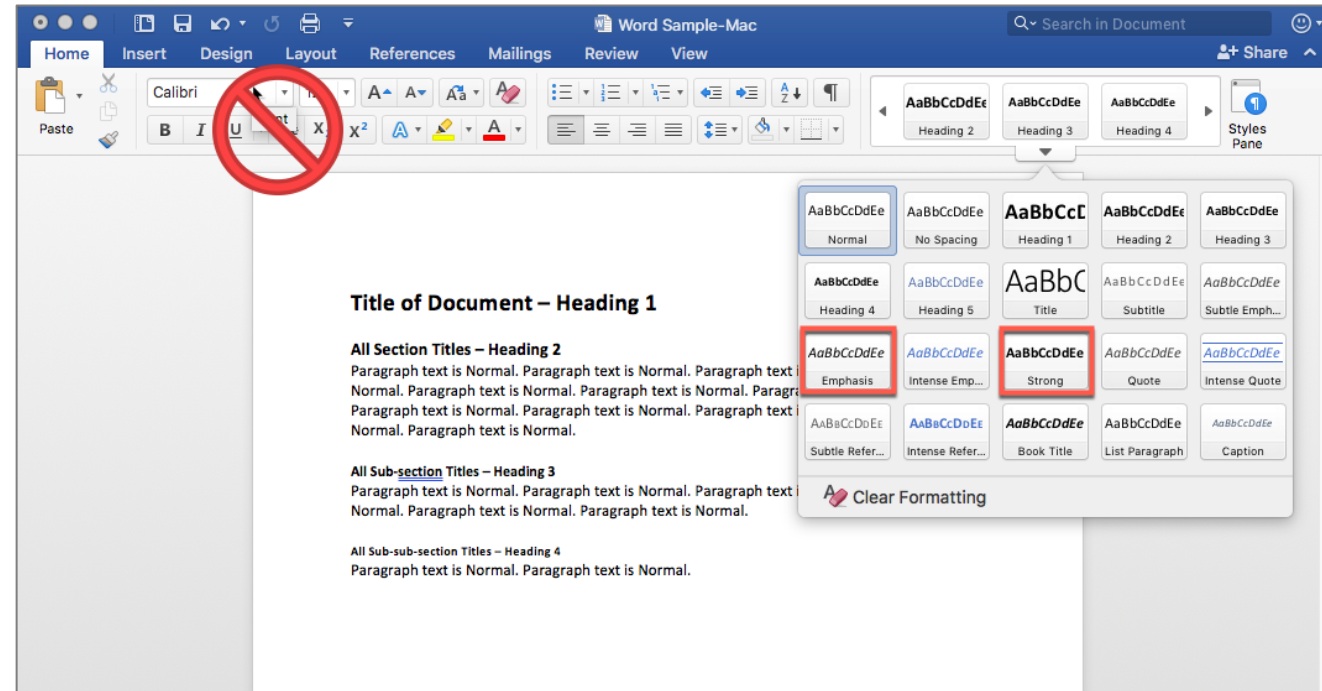 Word Sample-Mac
Search in Document
Home Insert Design Layout References Mailings Review View
Share
Paste
Calibri
A A Aa A
AaBbCcDdEe AaBbCcDdEe AaBbCcDdEe
Heading 2 Heading 3 Heading 4
Styles
Pane
B I U X X² A A
AaBbCcDdEe AaBbCcDdEe AaBbCcD AaBbCcDdEe AaBbCcDdEe
Normal No Spacing Heading 1 Heading 2 Heading 3
AaBbCcDdEe AaBbCcDdEe AaBbC AaBbCcDdEe AaBbCcDdEe
Heading 4 Heading 5 Title Subtitle Subtle Emph...
AaBbCcDdEe AaBbCcDdEe AaBbCcDdEe AaBbCcDdEe AaBbCcDdEe
Emphasis Intense Emp... Strong Quote Intense Quote
AaBbCcDdEe AaBbCcDdEe AaBbCcDdEe AaBbCcDdEe AaBbCcDdEe
Subtle Refer... Intense Refer... Book Title List Paragraph Caption
Clear Formatting
Title of Document – Heading 1
All Section Titles – Heading 2
Paragraph text is Normal. Paragraph text is Normal. Paragraph text
Normal. Paragraph text is Normal. Paragraph text is Normal.
Paragraph text is Normal. Paragraph text is Normal. Paragraph text
Normal. Paragraph text is Normal.
All Sub-section Titles – Heading 3
Paragraph text is Normal. Paragraph text is Normal. Paragraph text
Normal. Paragraph text is Normal. Paragraph text is Normal.
All Sub-sub-section Titles – Heading 4
Paragraph text is Normal. Paragraph text is Normal.